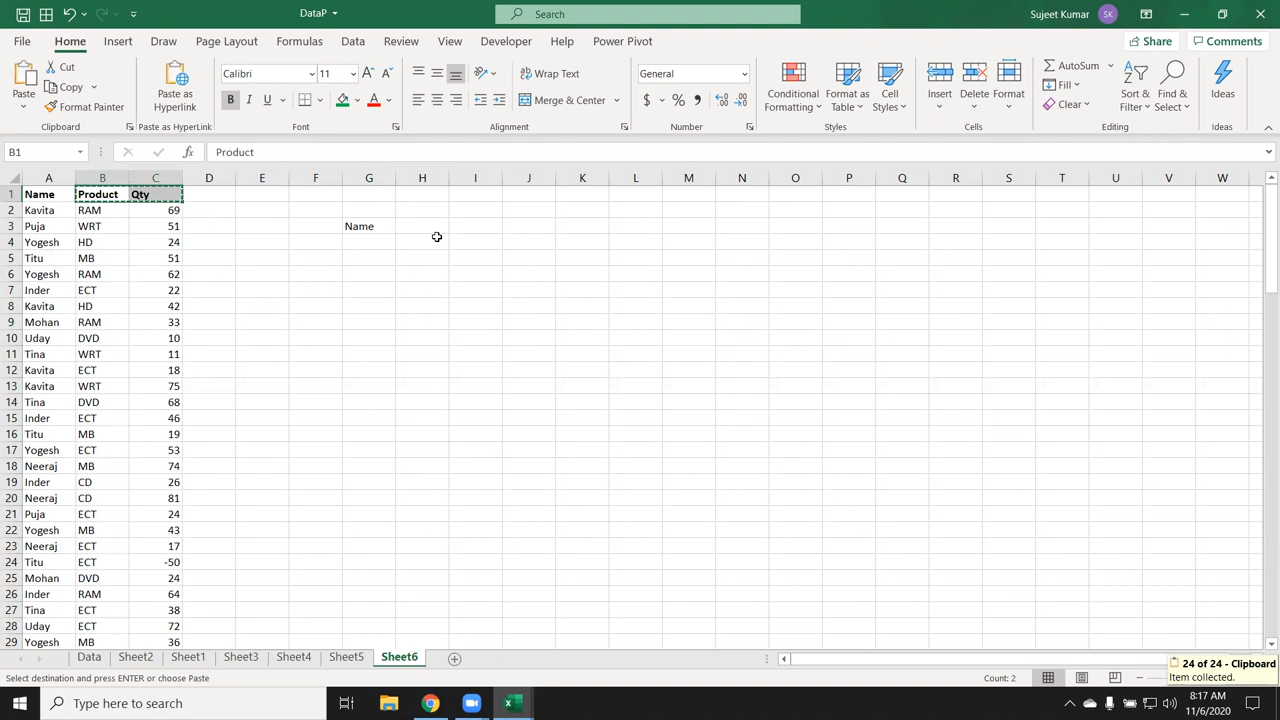 DataP
Search
Sujeet Kumar
SK
File Home Insert Draw Page Layout Formulas Data Review View Developer Help Power Pivot
Share
Comments
Paste
Cut
Copy
Format Painter
Clipboard
Paste as
Hyperlink
Paste as HyperLink
Calibri
11
B I U
Font
Wrap Text
Merge & Center
Alignment
General
$ % ,
Number
Conditional
Formatting
Format as
Table
Cell
Styles
Styles
Insert
Delete
Format
Cells
AutoSum
Fill
Clear
Sort &
Filter
Find &
Select
Editing
Ideas
Ideas
B1
fx
Product
A B C D E F G H I J K L M N O P Q R S T U V W
1 Name Product Qty
2 Kavita RAM 69
3 Puja WRT 51 Name
4 Yogesh HD 24
5 Titu MB 51
6 Yogesh RAM 62
7 Inder ECT 22
8 Kavita HD 42
9 Mohan RAM 33
10 Uday DVD 10
11 Tina WRT 11
12 Kavita ECT 18
13 Kavita WRT 75
14 Tina DVD 68
15 Inder ECT 46
16 Titu MB 19
17 Yogesh ECT 53
18 Neeraj MB 74
19 Inder CD 26
20 Neeraj CD 81
21 Puja ECT 24
22 Yogesh MB 43
23 Neeraj ECT 17
24 Titu ECT -50
25 Mohan DVD 24
26 Inder RAM 64
27 Tina ECT 38
28 Uday ECT 72
29 Yogesh MB 36
Data Sheet2 Sheet1 Sheet3 Sheet4 Sheet5 Sheet6
24 of 24 - Clipboard
Item collected.
Select destination and press ENTER or choose Paste
Count: 2
Type here to search
8:17 AM
11/6/2020